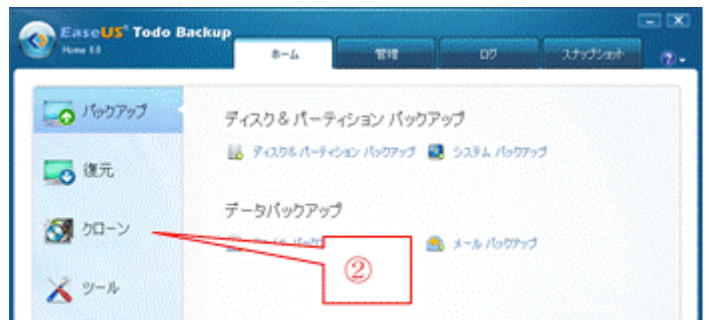 EaseUS® Todo Backup
Home
ホーム 管理 ログ スナップショット
バックアップ
ディスク & パーティション バックアップ
ディスク& パーティション バックアップ システム バックアップ
復元
データバックアップ
クローン
メール バックアップ
②
ツール